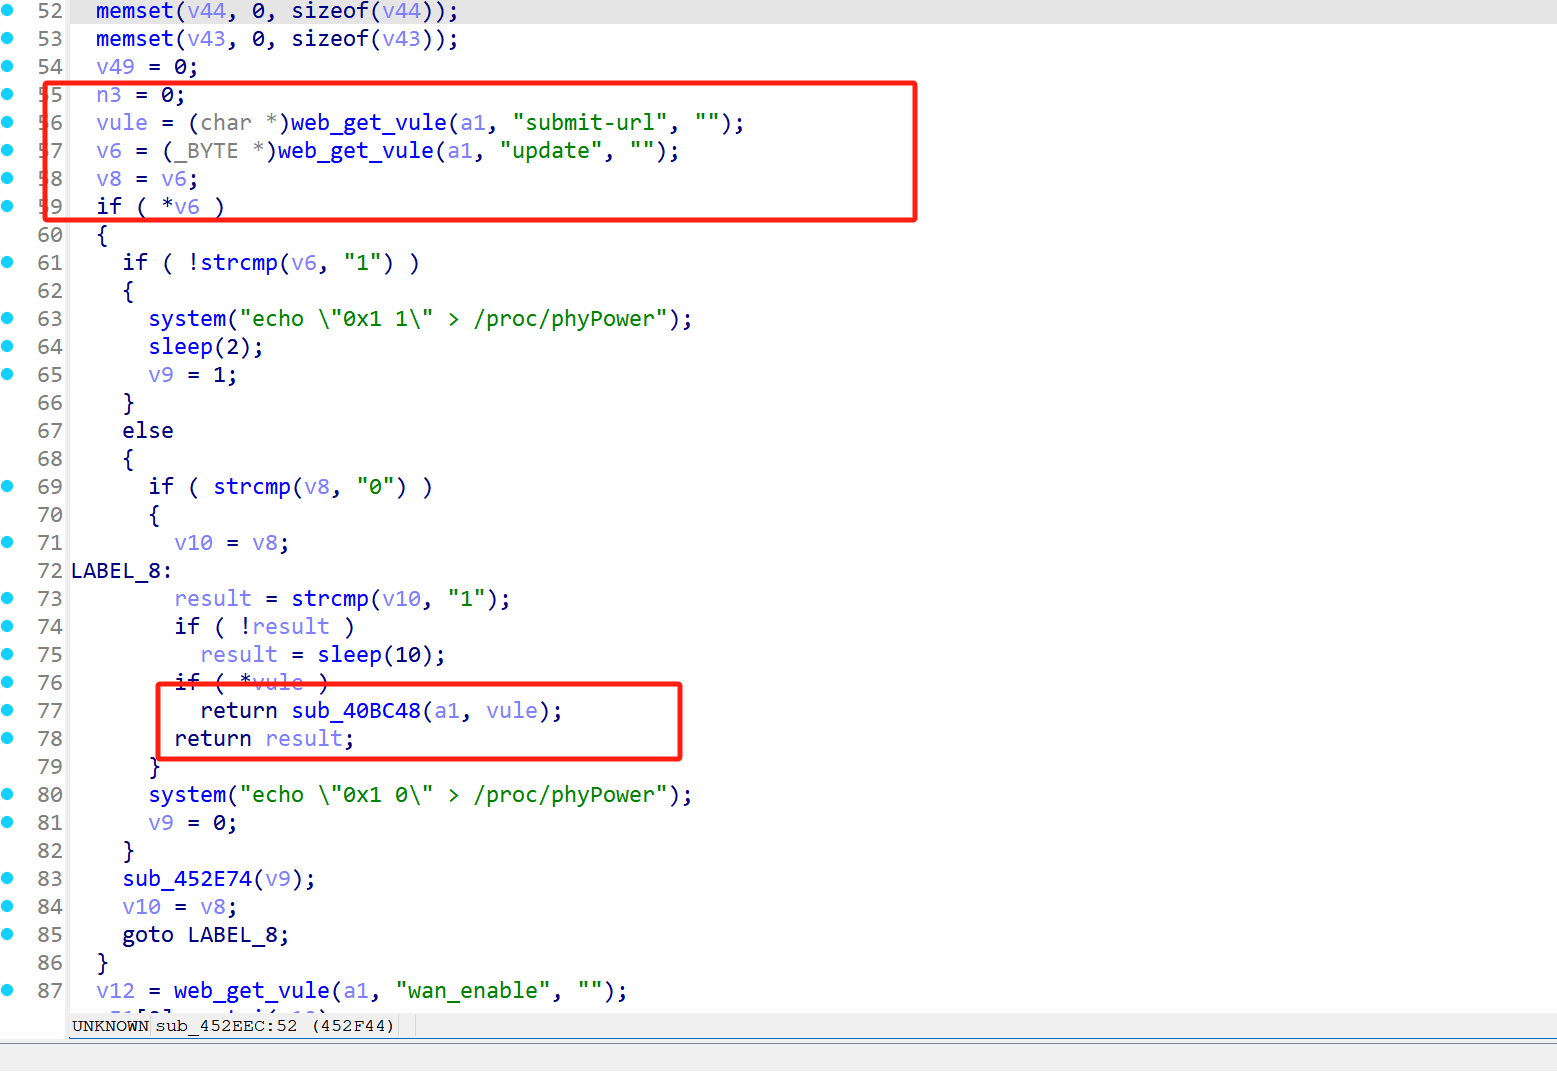 52 memset(v44, 0, sizeof(v44));
53 memset(v43, 0, sizeof(v43));
54 v49 = 0;
55 n3 = 0;
56 vule = (char *)web_get_vule(a1, "submit-url", "");
57 v6 = (_BYTE *)web_get_vule(a1, "update", "");
58 v8 = v6;
59 if ( *v6 )
60 {
61 if ( !strcmp(v6, "1") )
62 {
63 system("echo \"0x1 1\" > /proc/phyPower");
64 sleep(2);
65 v9 = 1;
66 }
67 else
68 {
69 if ( strcmp(v8, "0") )
70 {
71 v10 = v8;
72 LABEL_8:
73 result = strcmp(v10, "1");
74 if ( !result )
75 result = sleep(10);
76 if ( *vule )
77 return sub_40BC48(a1, vule);
78 return result;
79 }
80 system("echo \"0x1 0\" > /proc/phyPower");
81 v9 = 0;
82 }
83 sub_452E74(v9);
84 v10 = v8;
85 goto LABEL_8;
86 }
87 v12 = web_get_vule(a1, "wan_enable", "");
UNKNOWN sub_452EEC:52 (452F44)